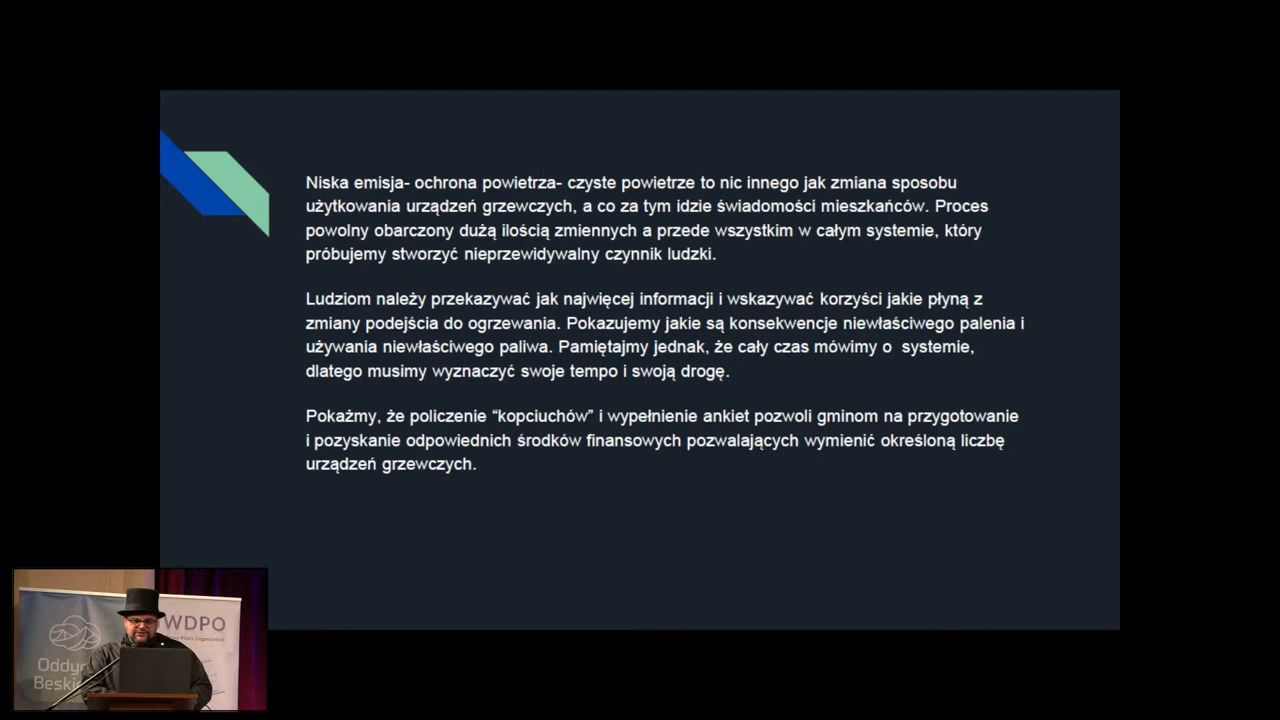 Niska emisja- ochrona powietrza- czyste powietrze to nic innego jak zmiana sposobu
użytkowania urządzeń grzewczych, a co za tym idzie świadomości mieszkańców. Proces
powolny obarczony dużą ilością zmiennych a przede wszystkim w całym systemie, który
próbujemy stworzyć nieprzewidywalny czynnik ludzki.
Ludziom należy przekazywać jak najwięcej informacji i wskazywać korzyści jakie płyną z
zmiany podejścia do ogrzewania. Pokazujemy jakie są konsekwencje niewłaściwego palenia i
używania niewłaściwego paliwa. Pamiętajmy jednak, że cały czas mówimy o  systemie,
dlatego musimy wyznaczyć swoje tempo i swoją drogę.
Pokażmy, że policzenie “kopciuchów” i wypełnienie ankiet pozwoli gminom na przygotowanie
i pozyskanie odpowiednich środków finansowych pozwalających wymienić określoną liczbę
urządzeń grzewczych.
WDPO
Pilots Organization
Oddyc
Beski